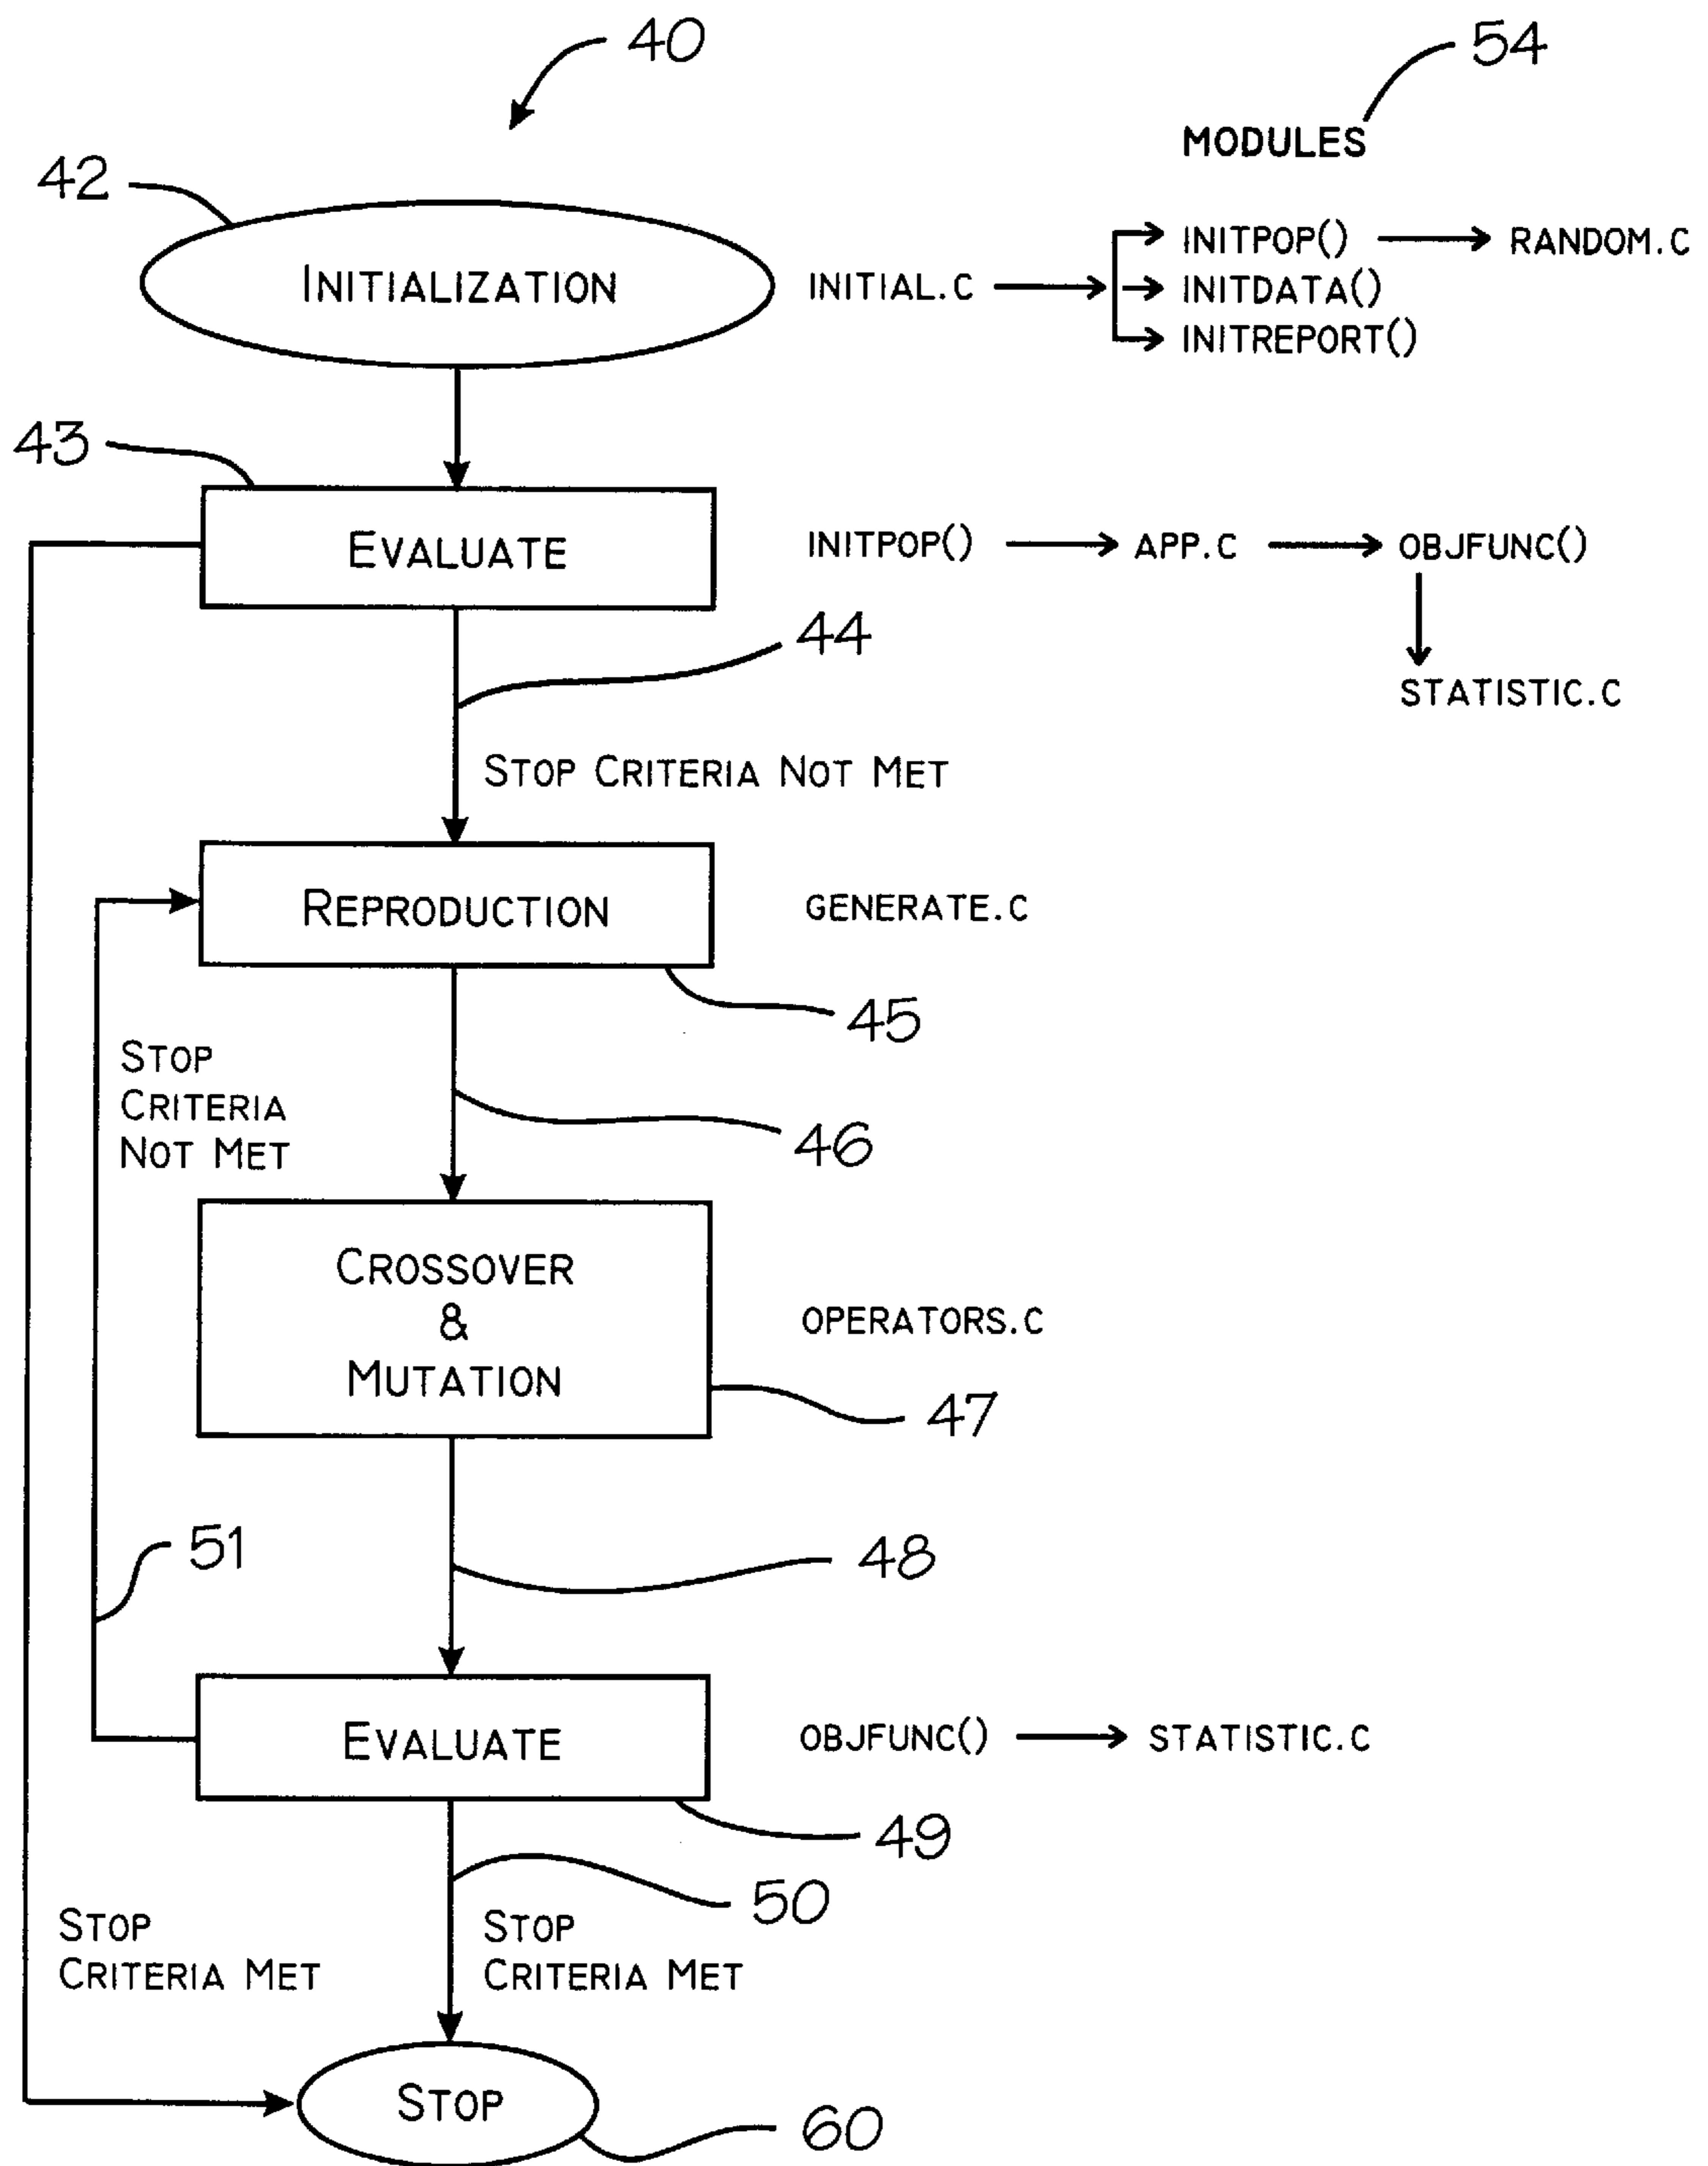 40
54
MODULES
42
INITIALIZATION
INITIAL.C
INITPOP()
RANDOM.C
INITDATA()
INITREPORT()
43
EVALUATE
INITPOP()
APP.C
OBJFUNC()
STATISTIC.C
44
STOP CRITERIA NOT MET
REPRODUCTION
GENERATE.C
45
STOP
CRITERIA
NOT MET
46
CROSSOVER
&
MUTATION
OPERATORS.C
47
51
48
EVALUATE
OBJFUNC()
STATISTIC.C
49
50
STOP
CRITERIA MET
STOP
CRITERIA MET
STOP
60